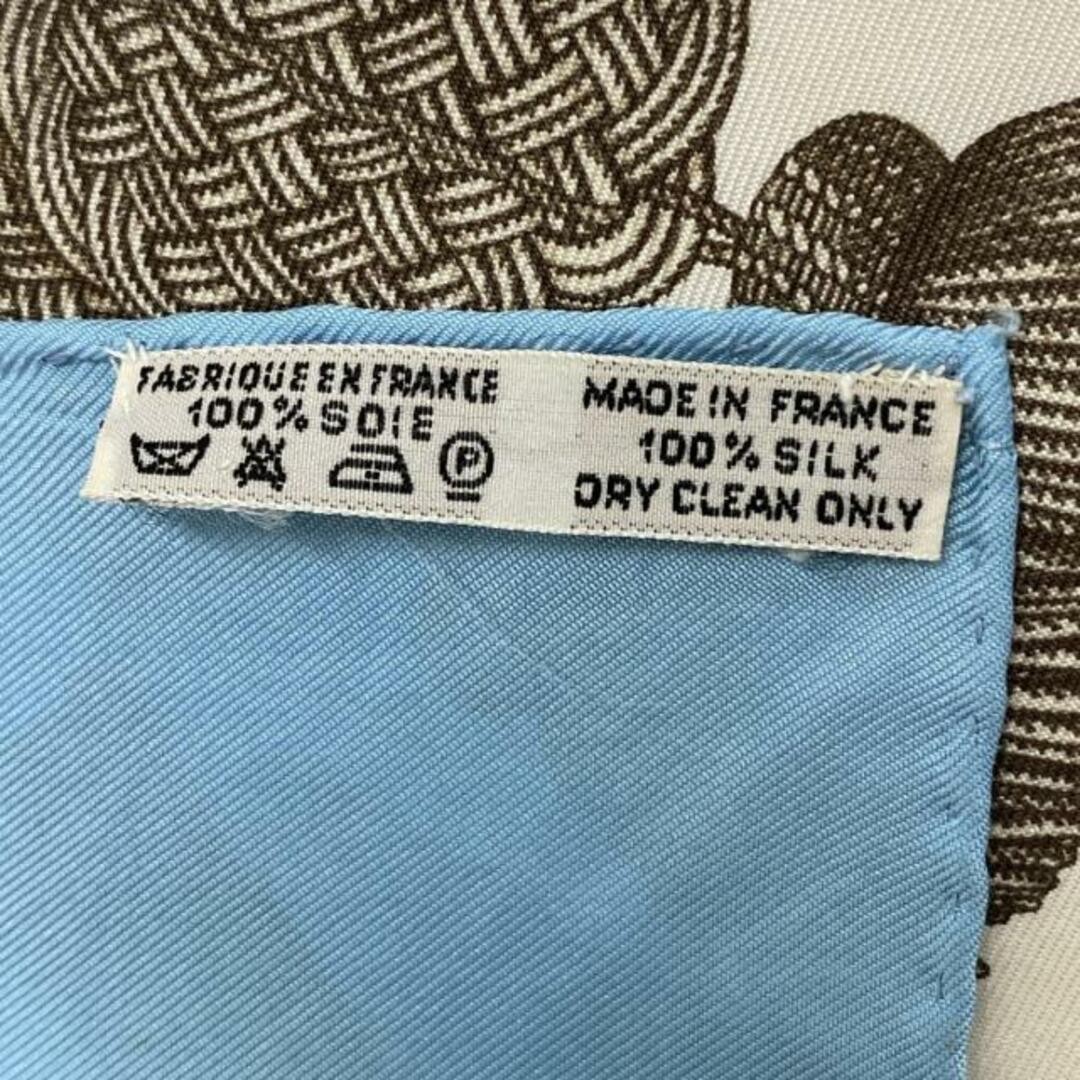 FABRIQUE EN FRANCE
100% SOIE
P
MADE IN FRANCE
100% SILK
DRY CLEAN ONLY